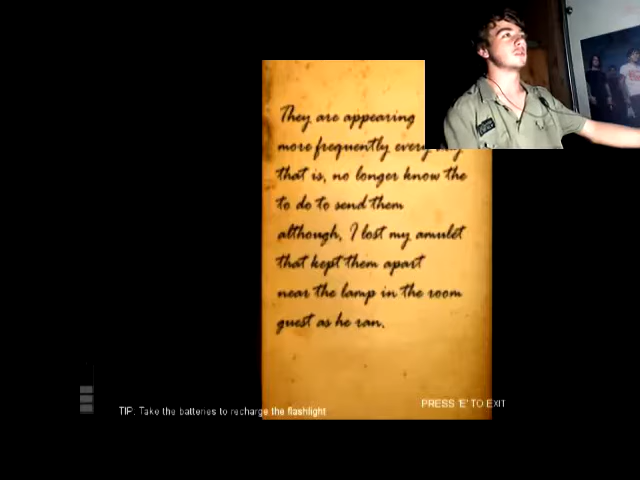 They are appearing
more frequently every
that is, no longer know the
to do to send them
although, I lost my amulet
that kept them apart
near the lamp in the room
guest as he ran.
PRESS 'E' TO EXIT
TIP: Take the batteries to recharge the flashlight